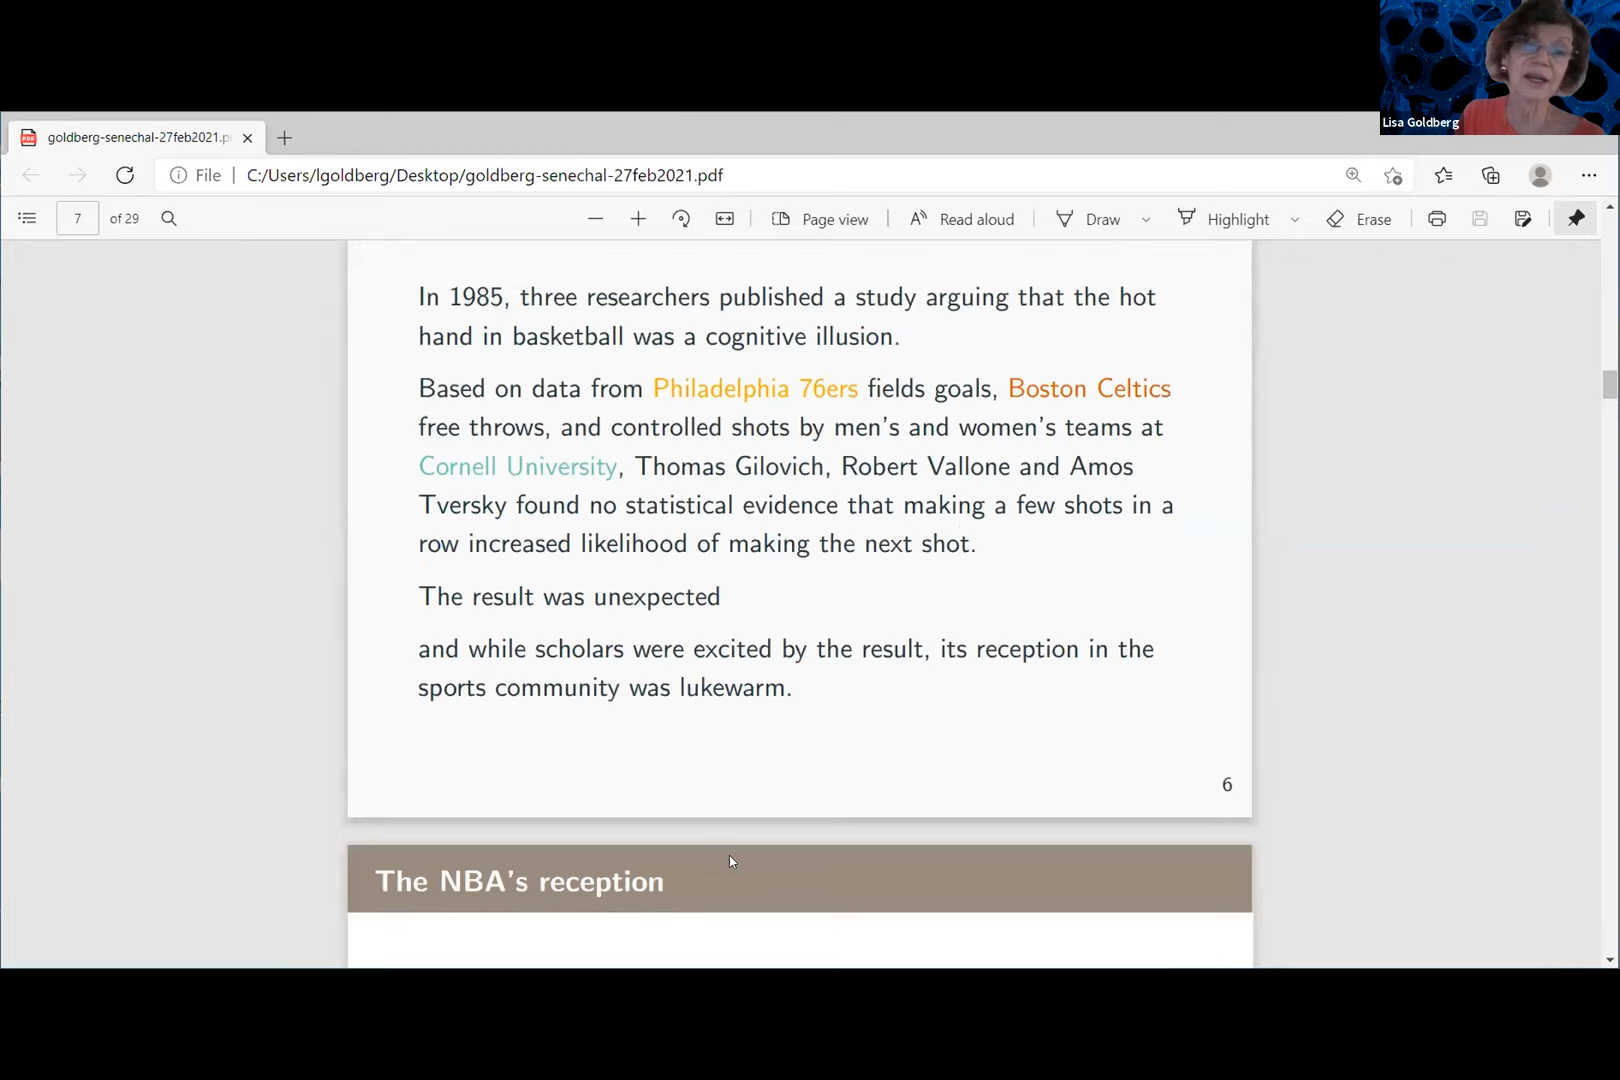 Lisa Goldberg
goldberg-senechal-27feb2021.p
File
C:/Users/lgoldberg/Desktop/goldberg-senechal-27feb2021.pdf
7 of 29
Page view
Read aloud
Draw
Highlight
Erase
In 1985, three researchers published a study arguing that the hot
hand in basketball was a cognitive illusion.
Based on data from Philadelphia 76ers fields goals, Boston Celtics
free throws, and controlled shots by men's and women's teams at
Cornell University, Thomas Gilovich, Robert Vallone and Amos
Tversky found no statistical evidence that making a few shots in a
row increased likelihood of making the next shot.
The result was unexpected
and while scholars were excited by the result, its reception in the
sports community was lukewarm.
6
The NBA's reception